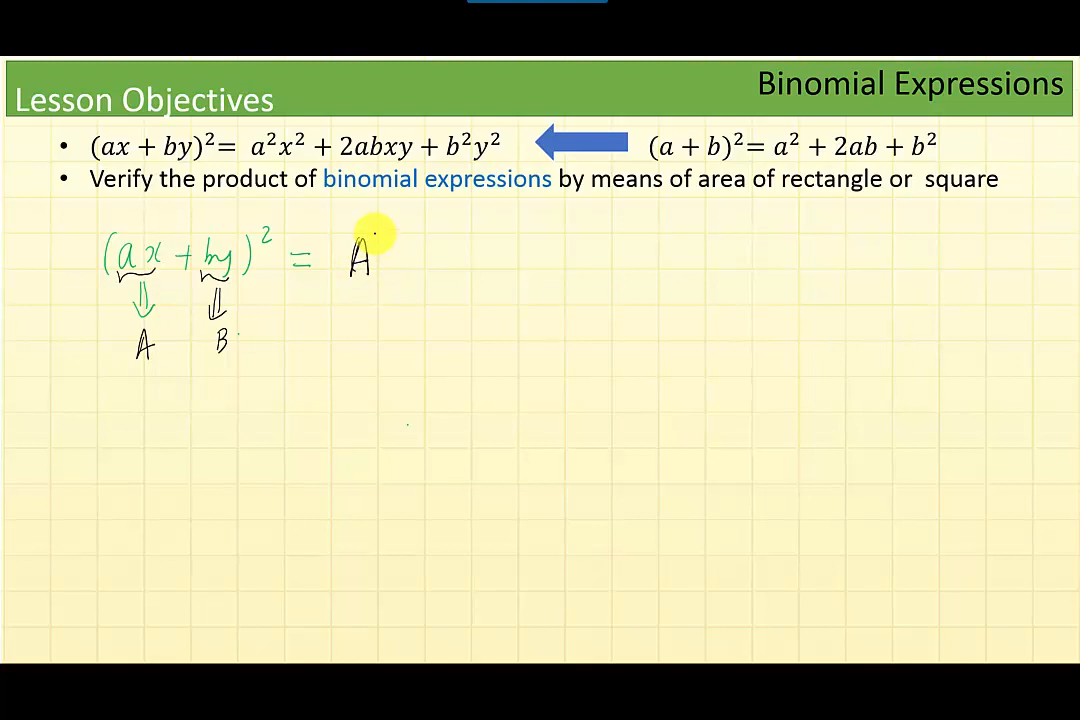 Binomial Expressions
Lesson Objectives
• (ax + by)²= a²x² + 2abxy + b²y² (a + b)²= a² + 2ab + b²
• Verify the product of binomial expressions by means of area of rectangle or square
(ax + by)² = A
A B